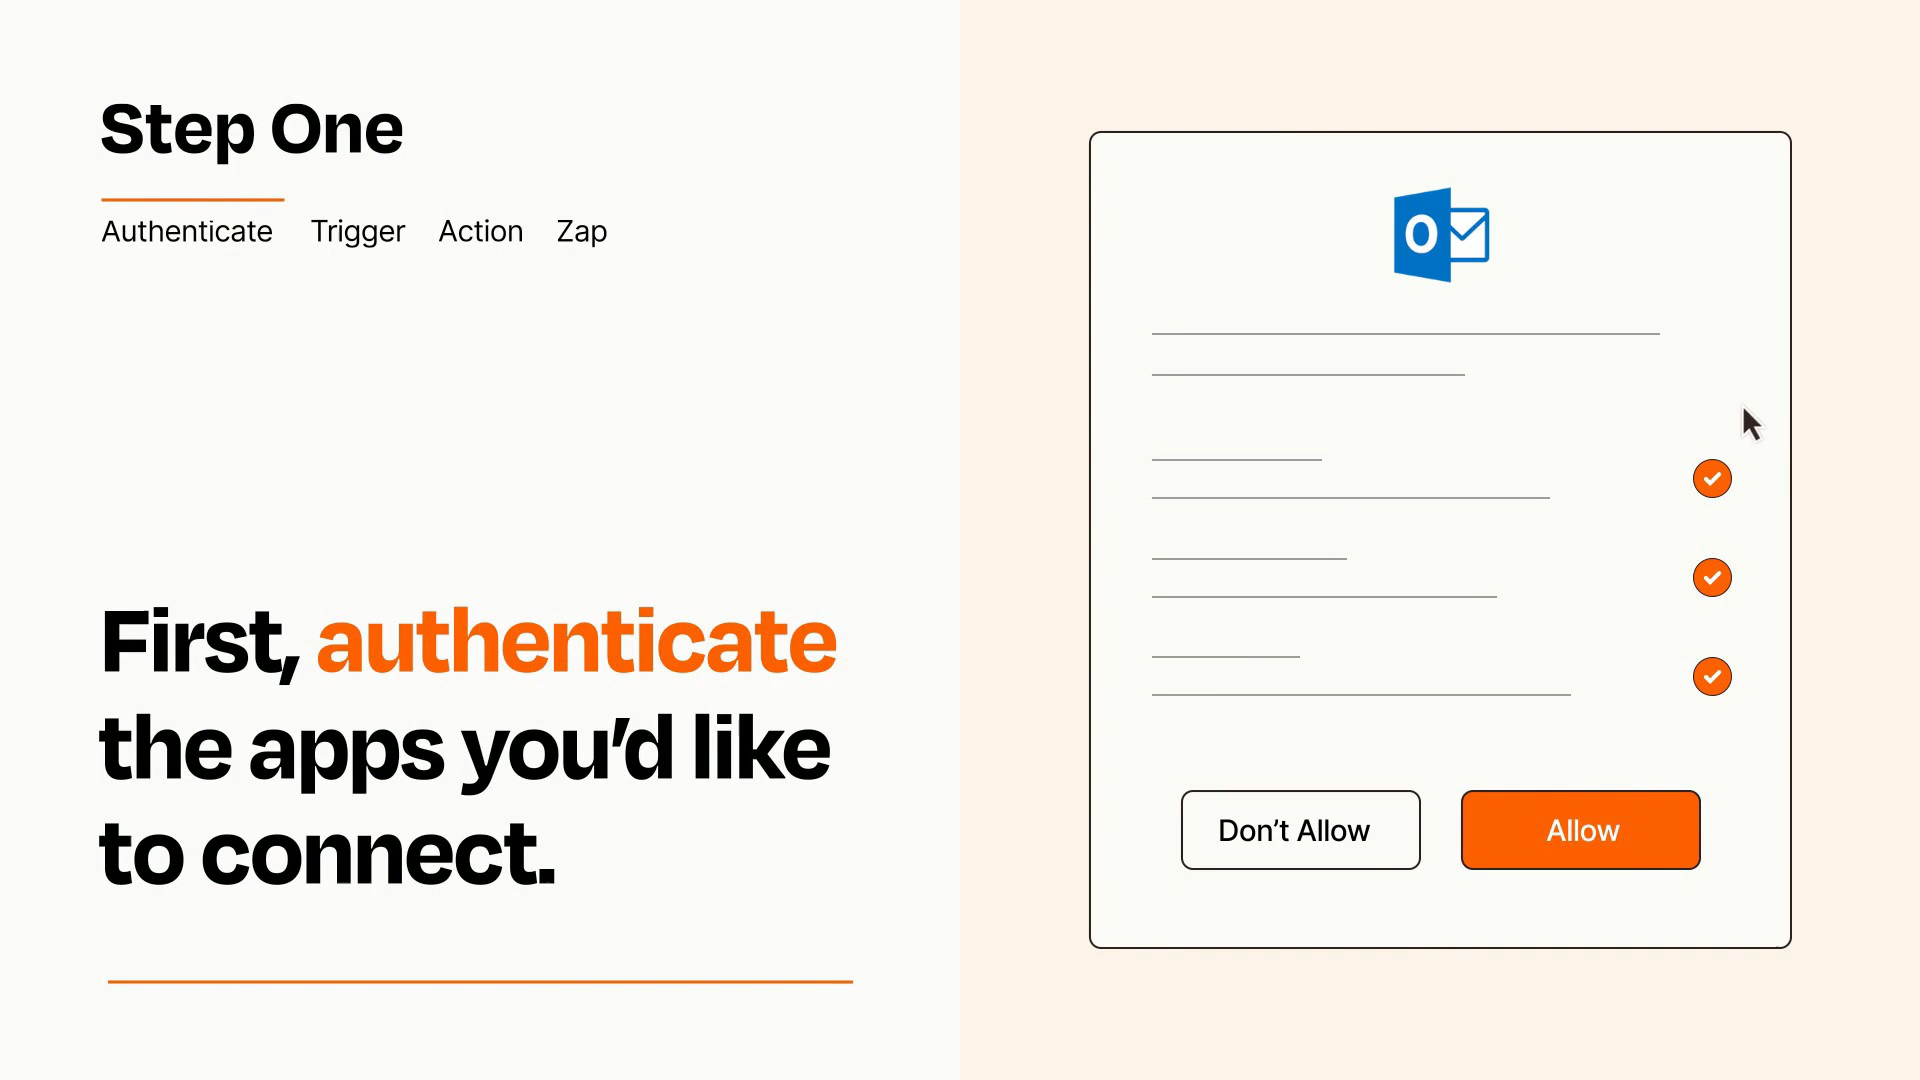 Step One
Authenticate Trigger Action Zap
First, authenticate
the apps you’d like
to connect.
O
Don’t Allow Allow